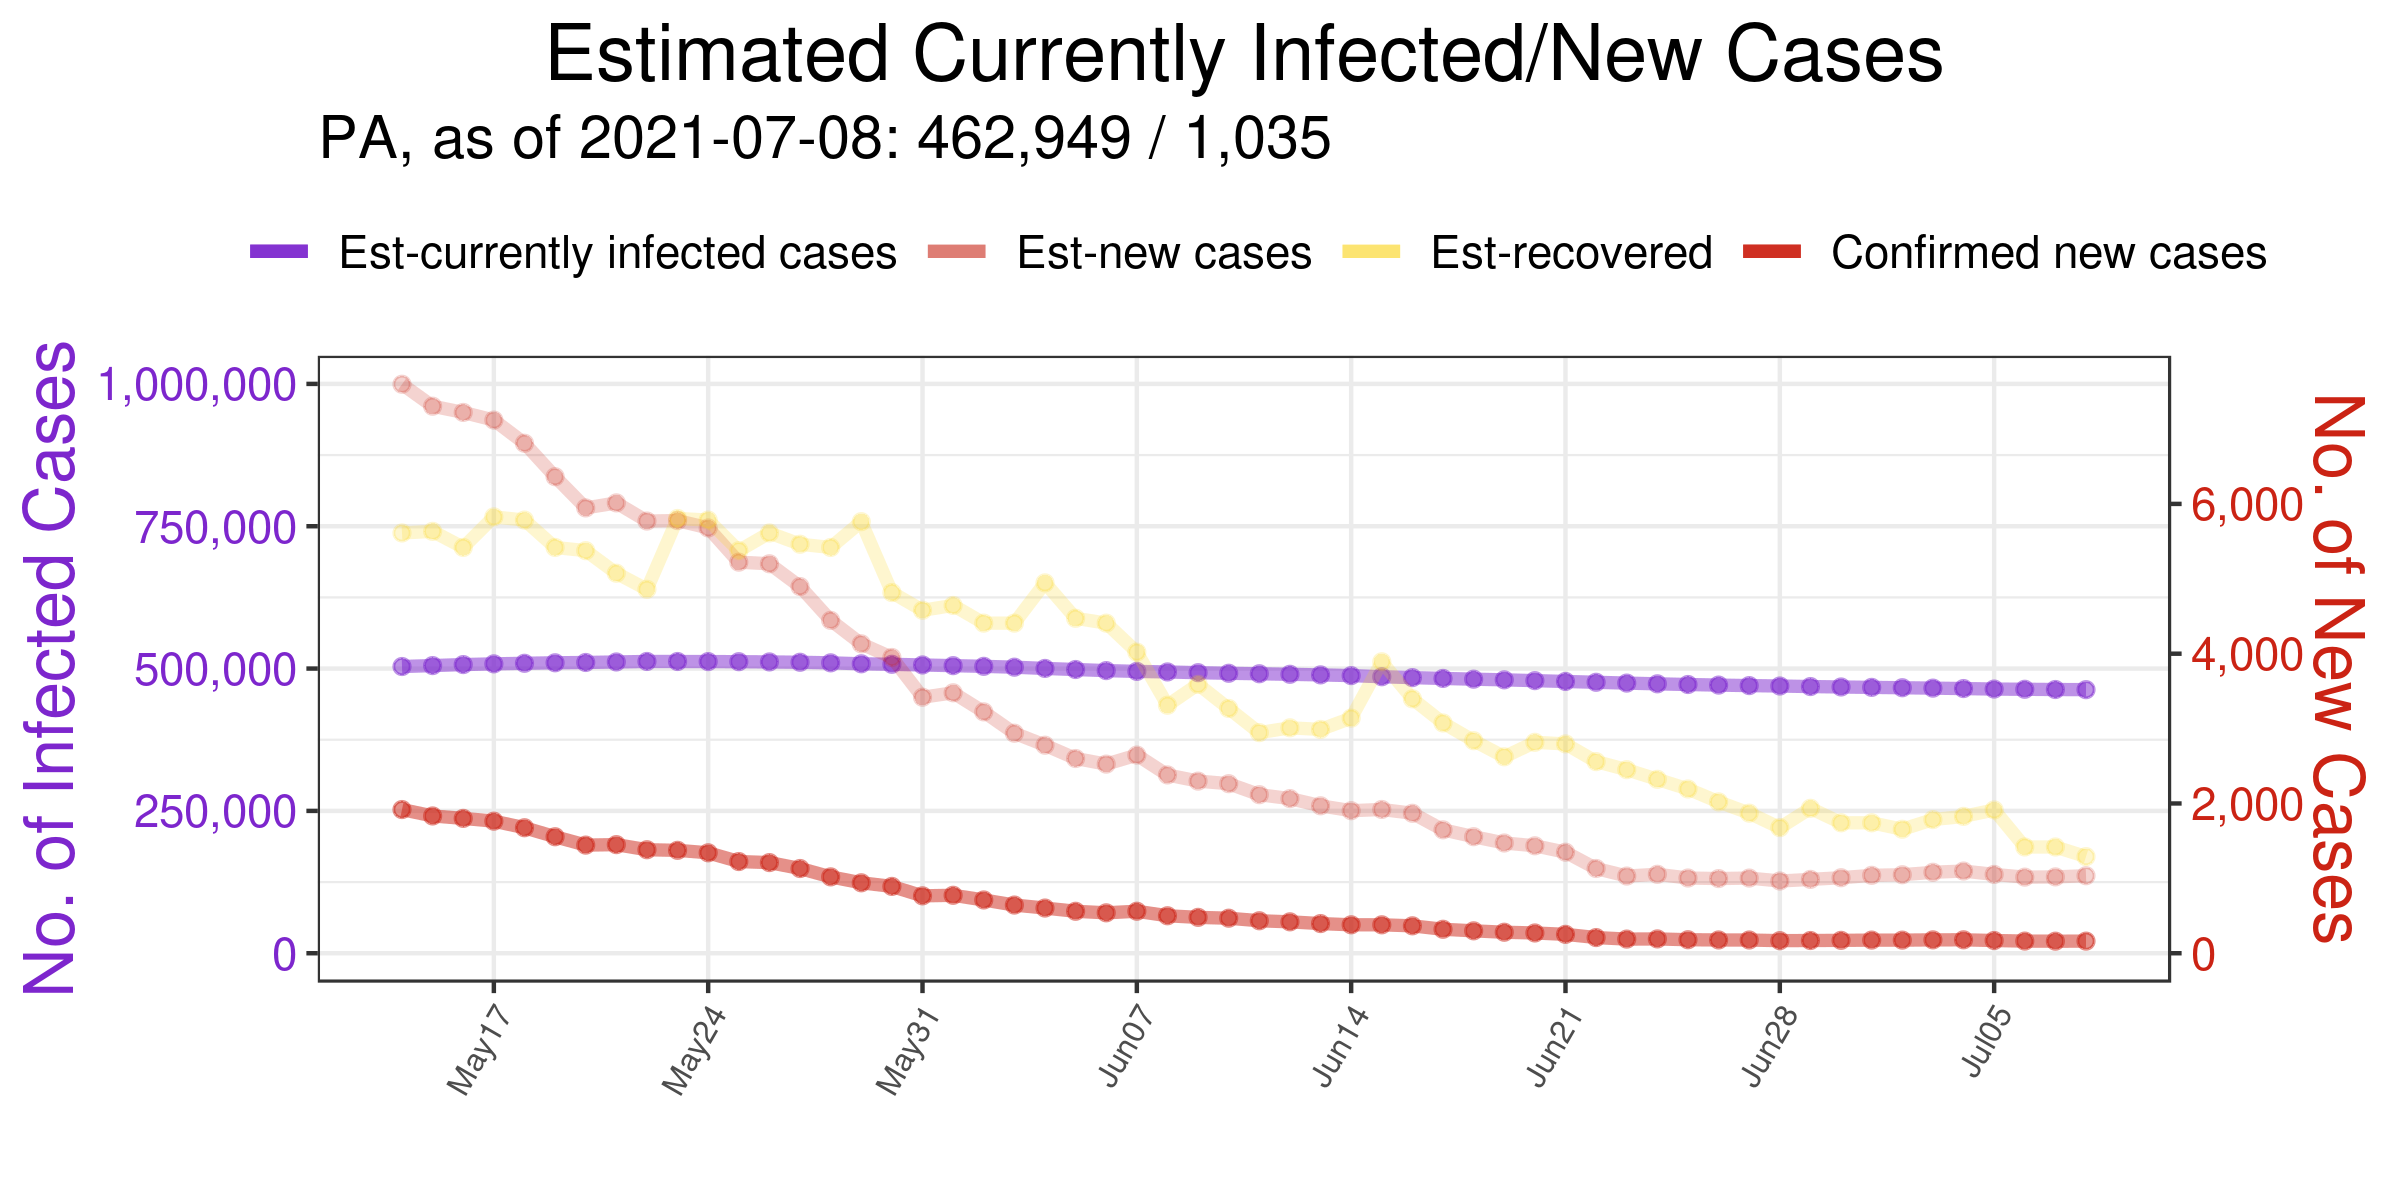 Estimated Currently Infected/New Cases
PA, as of 2021-07-08: 462,949 / 1,035
Est-currently infected cases Est-new cases Est-recovered Confirmed new cases
No. of Infected Cases
1,000,000
750,000
500,000
250,000
0
6,000
4,000
2,000
0
No. of New Cases
May17 May24 May31 Jun07 Jun14 Jun21 Jun28 Jul05